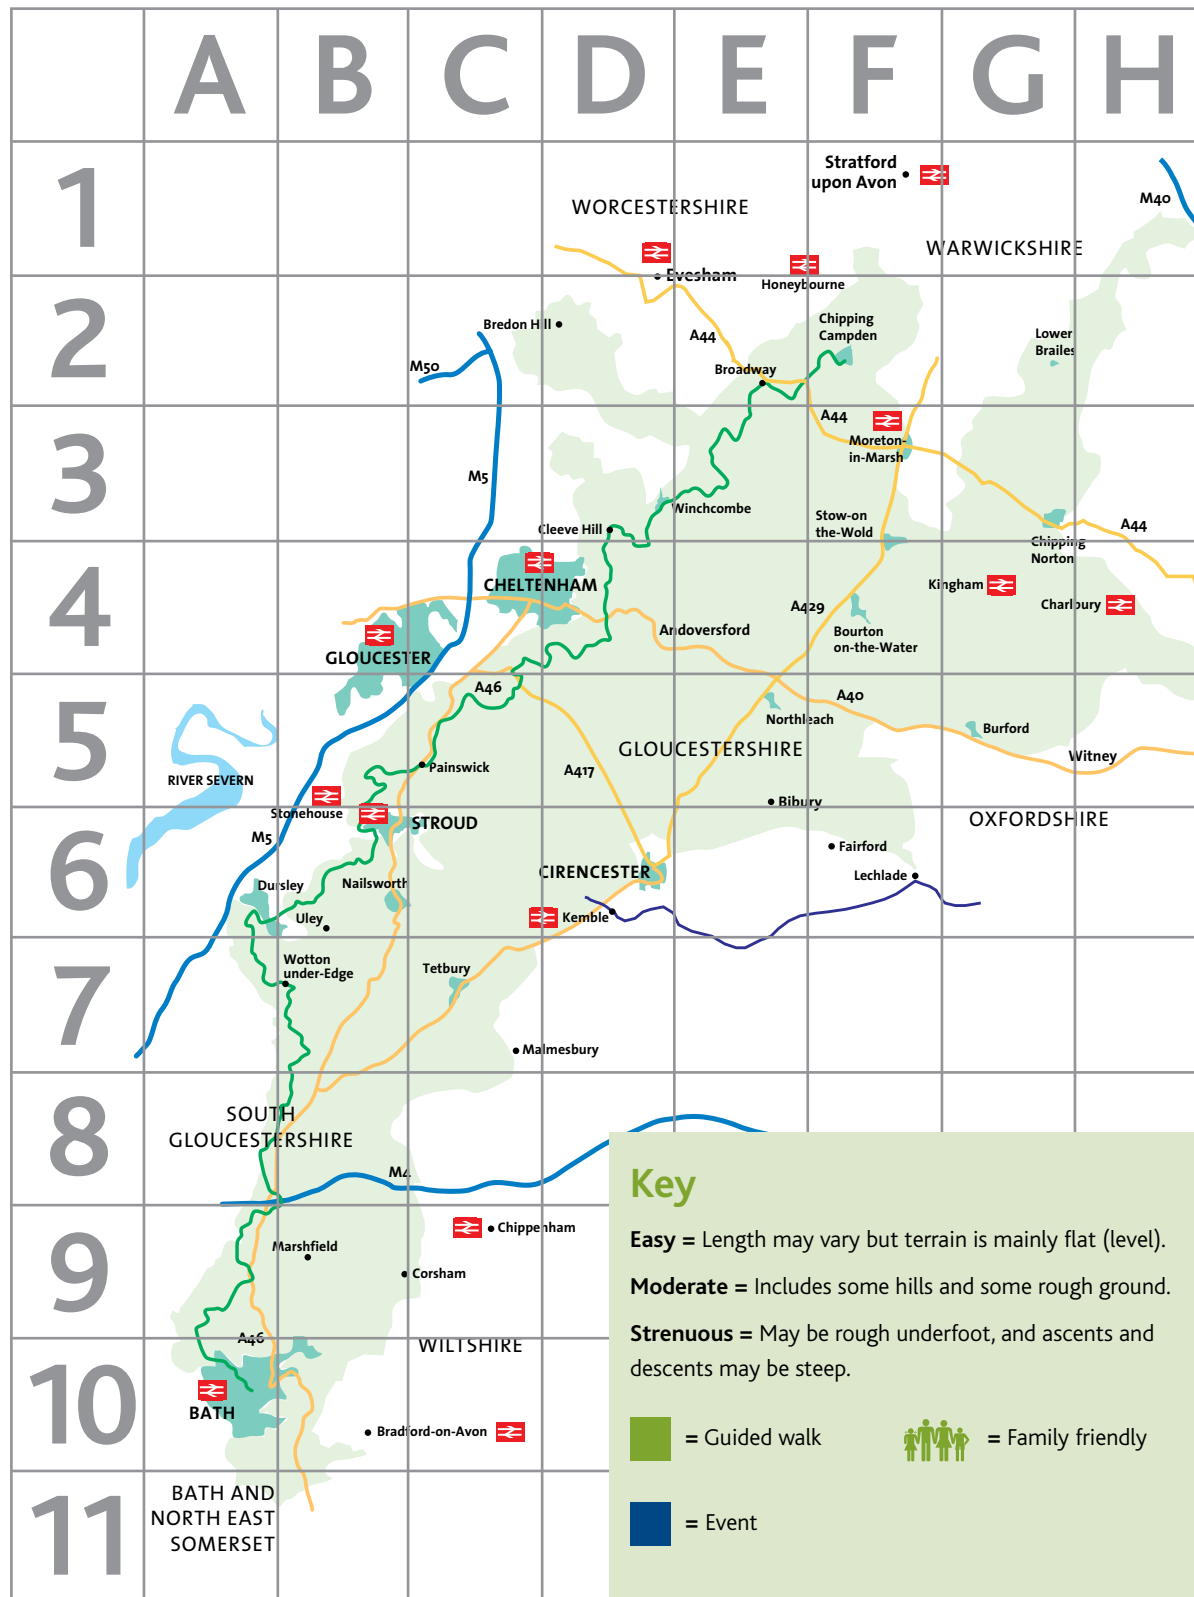 A B C D E F G H
1
2
3
4
5
6
7
8
9
10
11
Stratford
upon Avon
M40
WORCESTERSHIRE
WARWICKSHIRE
Evesham
Honeybourne
Bredon Hill
Chipping
Campden
A44
Lower
Brailes
M50
Broadway
A44
Moreton-
in-Marsh
M5
Winchcombe
Stow-on
the-Wold
Cleeve Hill
A44
Chipping
Norton
CHELTENHAM
Kingham
Charlbury
A429
Andoversford
Bourton
on-the-Water
GLOUCESTER
A46
A40
Northleach
Burford
GLOUCESTERSHIRE
Witney
Painswick
A417
RIVER SEVERN
Bibury
Stonehouse
STROUD
OXFORDSHIRE
M5
Fairford
CIRENCESTER
Lechlade
Dursley
Nailsworth
Uley
Kemble
Wotton
under-Edge
Tetbury
Malmesbury
SOUTH
GLOUCESTERSHIRE
M4
Chippenham
Marshfield
Corsham
A46
WILTSHIRE
BATH
Bradford-on-Avon
BATH AND
NORTH EAST
SOMERSET
Key
Easy = Length may vary but terrain is mainly flat (level).
Moderate = Includes some hills and some rough ground.
Strenuous = May be rough underfoot, and ascents and
descents may be steep.
= Guided walk
= Family friendly
= Event